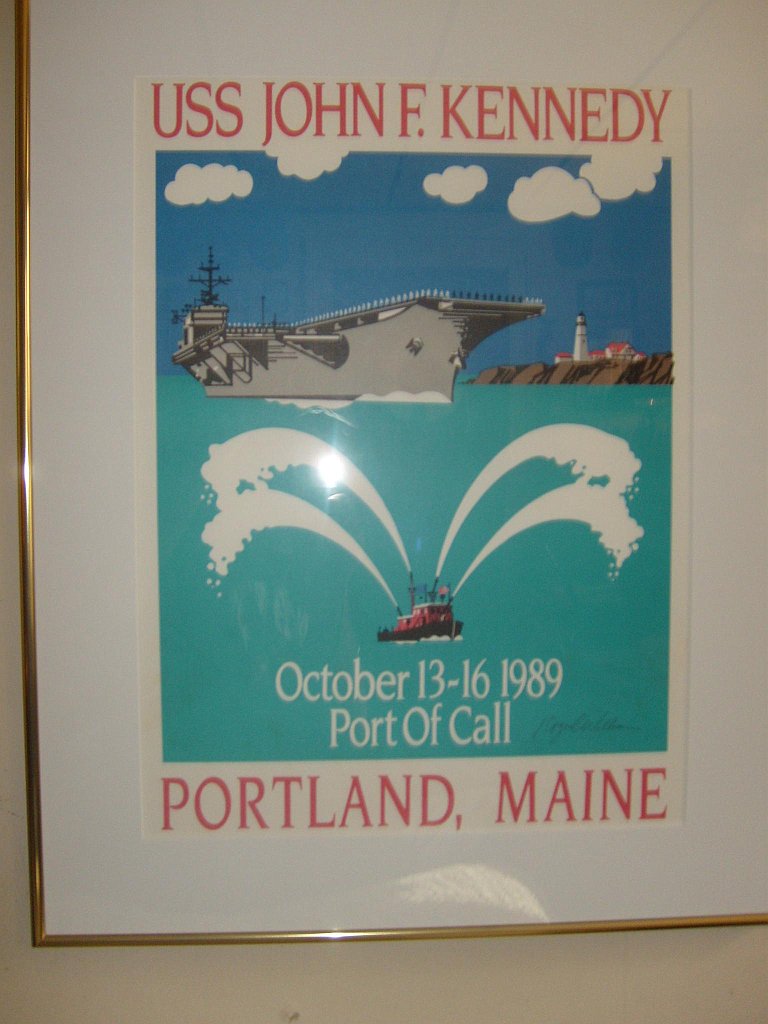 USS JOHN F. KENNEDY
October 13-16 1989
Port Of Call
PORTLAND, MAINE